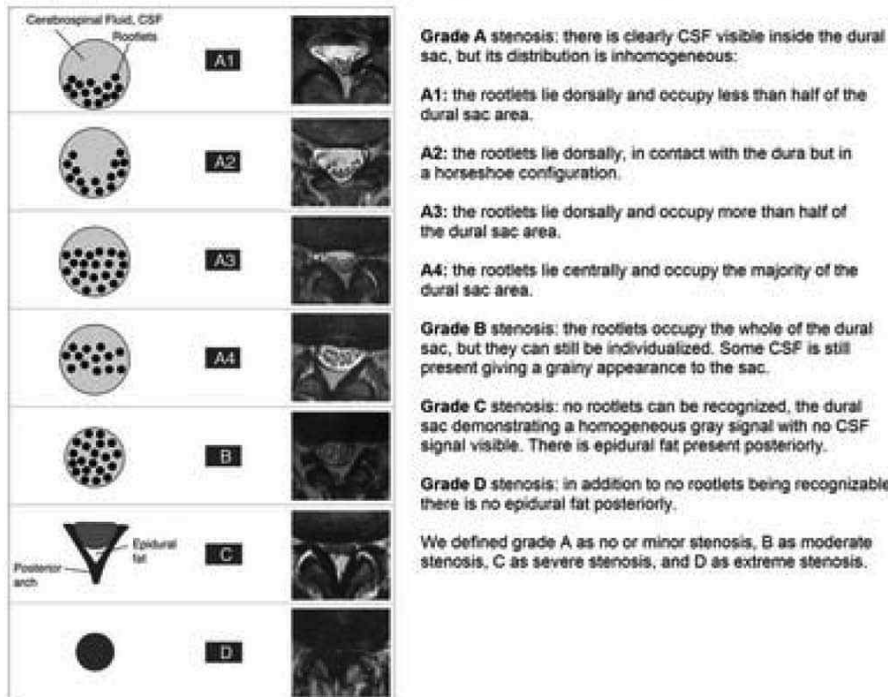 Cerebrospinal Fluid, CSF
Rootlets
A1
A2
A3
A4
B
Epidural
fat
Posterior
arch
C
D
Grade A stenosis: there is clearly CSF visible inside the dural
sac, but its distribution is inhomogeneous:
A1: the rootlets lie dorsally and occupy less than half of the
dural sac area.
A2: the rootlets lie dorsally, in contact with the dura but in
a horseshoe configuration.
A3: the rootlets lie dorsally and occupy more than half of
the dural sac area.
A4: the rootlets lie centrally and occupy the majority of the
dural sac area.
Grade B stenosis: the rootlets occupy the whole of the dural
sac, but they can still be individualized. Some CSF is still
present giving a grainy appearance to the sac.
Grade C stenosis: no rootlets can be recognized, the dural
sac demonstrating a homogeneous gray signal with no CSF
signal visible. There is epidural fat present posteriorly.
Grade D stenosis: in addition to no rootlets being recognizable
there is no epidural fat posteriorly.
We defined grade A as no or minor stenosis, B as moderate
stenosis, C as severe stenosis, and D as extreme stenosis.